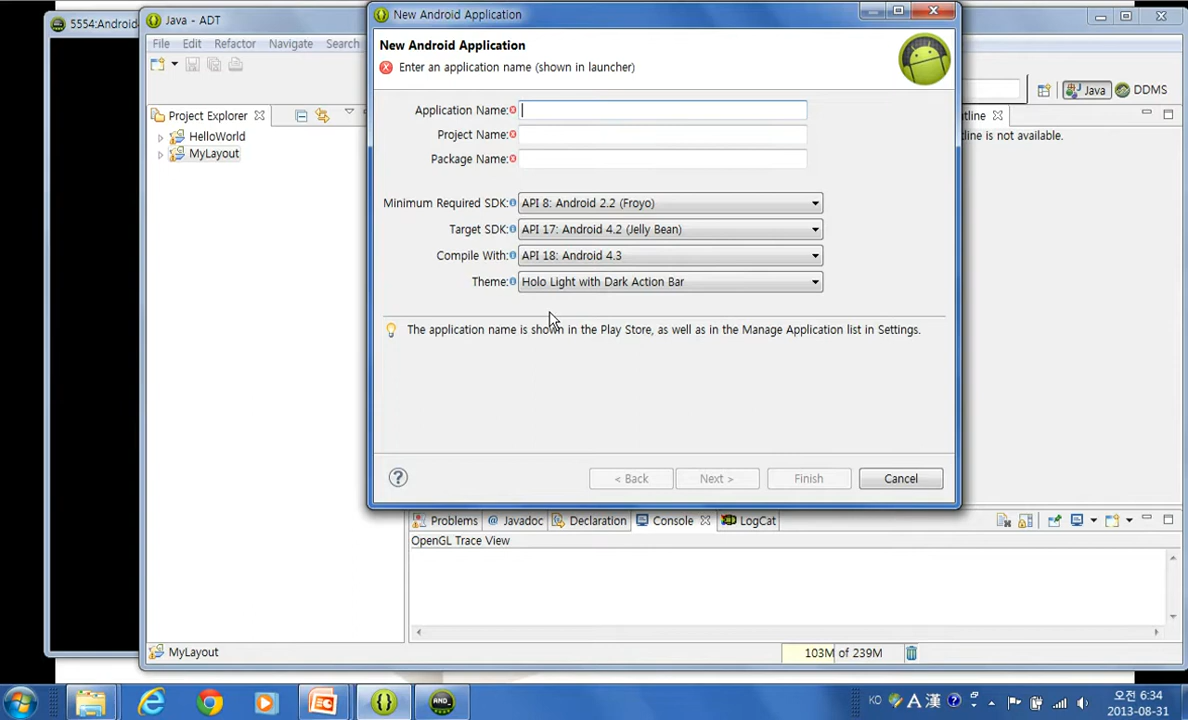 5554:Android
Java - ADT
File Edit Refactor Navigate Search
Project Explorer
HelloWorld
MyLayout
New Android Application
New Android Application
Enter an application name (shown in launcher)
Application Name:
Project Name:
Package Name:
Minimum Required SDK: API 8: Android 2.2 (Froyo)
Target SDK: API 17: Android 4.2 (Jelly Bean)
Compile With: API 18: Android 4.3
Theme: Holo Light with Dark Action Bar
The application name is shown in the Play Store, as well as in the Manage Application list in Settings.
< Back Next > Finish Cancel
Java DDMS
tline
line is not available.
Problems @ Javadoc Declaration Console LogCat
OpenGL Trace View
MyLayout
103M of 239M
KO A 漢
오전 6:34
2013-08-31